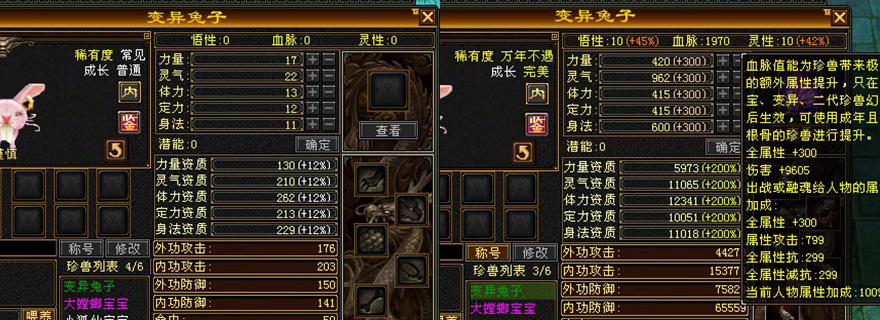 变异兔子
悟性:0 血脉:0 灵性:0
稀有度 常见
成长 普通
内
鉴
谨慎
力量 17
灵气 22
体力 13
定力 12
身法 11
潜能:0 确定
查看
力量资质 130 (+12%)
灵气资质 210 (+12%)
体力资质 262 (+12%)
定力资质 213 (+12%)
身法资质 229 (+12%)
外功攻击: 176
内功攻击: 203
外功防御: 150
内功防御: 141
称号 修改
珍兽列表 4/6
变异兔子
大螳螂宝宝
小狐仙宝宝
喂养
变异兔子
悟性:10 (+45%) 血脉:1970 灵性:10 (+42%)
稀有度 万年不遇
成长 完美
内
鉴
力量 420 (+300)
灵气 962 (+300)
体力 415 (+300)
定力 415 (+300)
身法 600 (+300)
潜能:0 确定
力量资质 5973 (+200%)
灵气资质 11065 (+200%)
体力资质 12341 (+200%)
定力资质 10051 (+200%)
身法资质 11018 (+200%)
外功攻击: 4427
内功攻击: 15377
外功防御: 7582
内功防御: 65559
称号 修改
珍兽列表 3/6
变异兔子
大螳螂宝宝
血脉值能为珍兽带来极
的额外属性提升，只在
宝、变异、二代珍兽幻
后生效，可使用成年且
根骨的珍兽进行提升。
全属性 +300
伤害 +9605
出战或融魂给人物的属
加成:
全属性 +300
属性攻击:799
全属性抗:299
全属性减抗:299
当前人物属性加成:100%